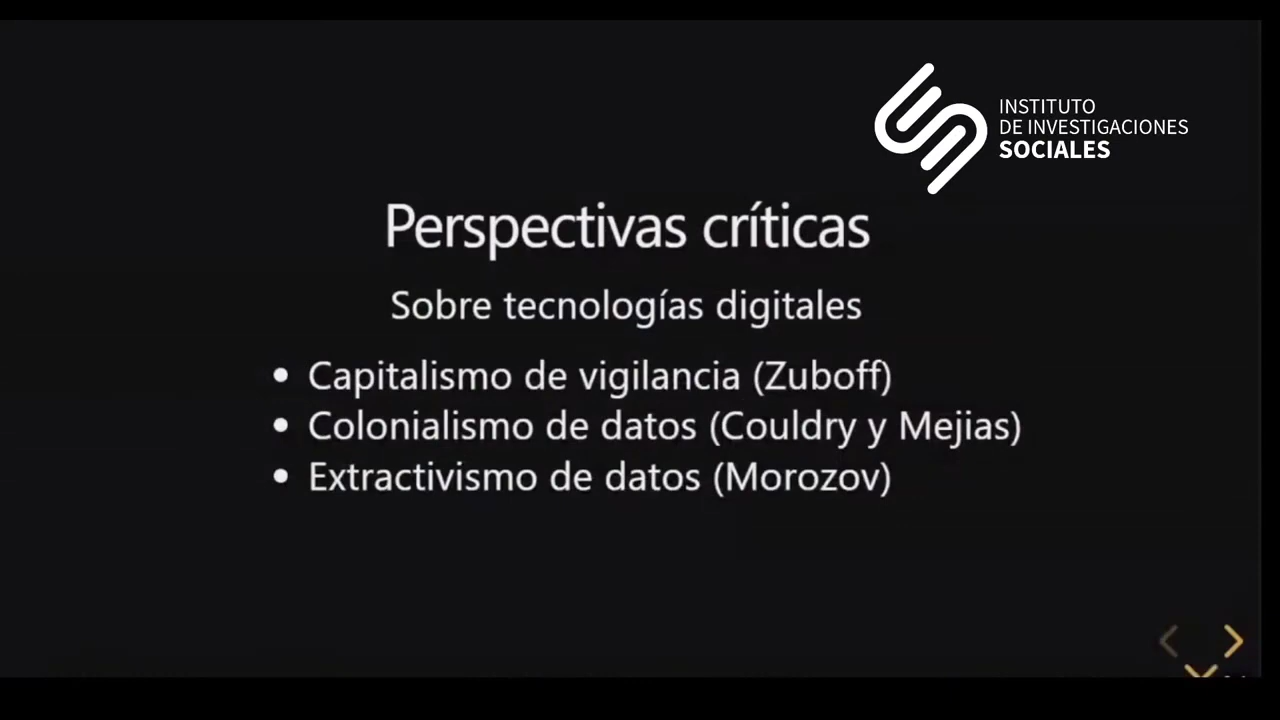 INSTITUTO
DE INVESTIGACIONES
SOCIALES
Perspectivas críticas
Sobre tecnologías digitales
• Capitalismo de vigilancia (Zuboff)
• Colonialismo de datos (Couldry y Mejias)
• Extractivismo de datos (Morozov)